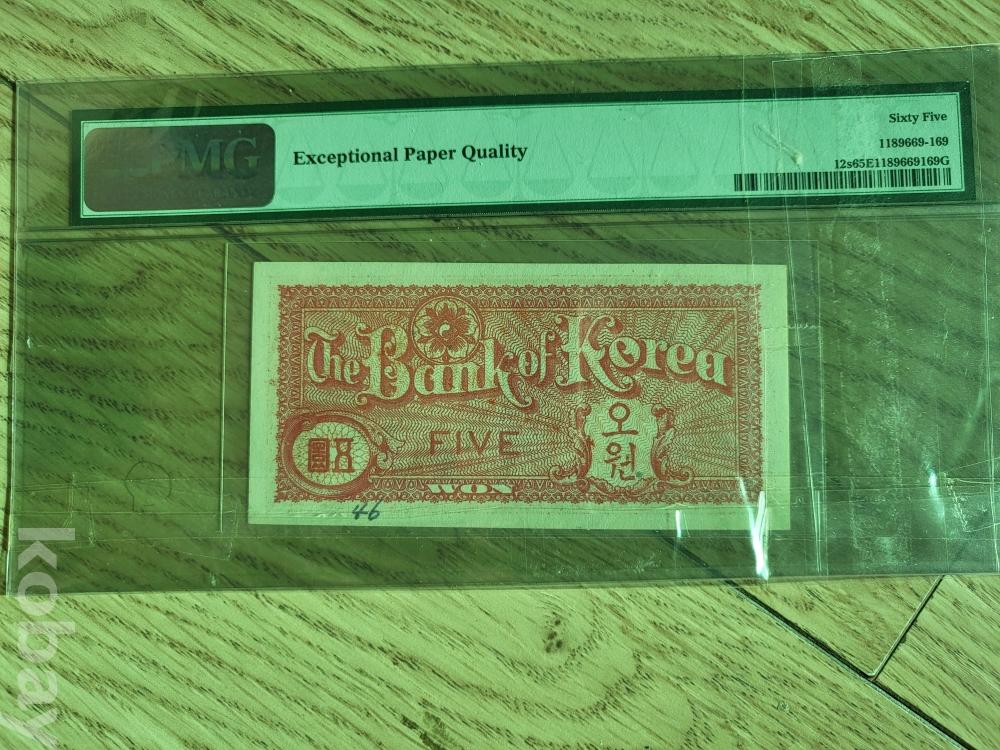 PMG
Exceptional Paper Quality
Sixty Five
1189669-169
12s65E1189669169G
The Bank of Korea
圜五
FIVE
오
원
WON
46
kobay